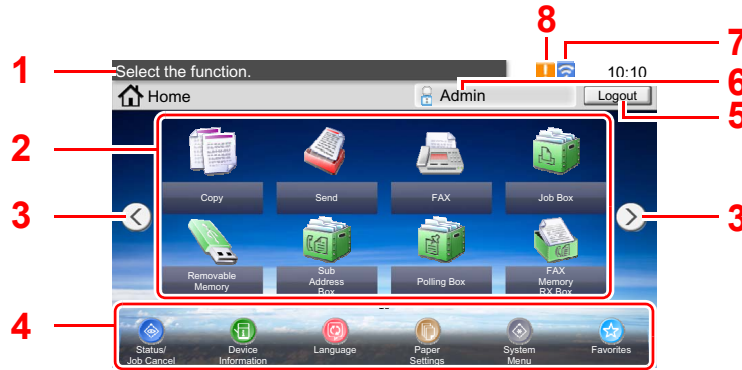 8
7
1
Select the function.
10:10
6
Home
Admin
Logout
5
2
Copy
Send
FAX
Job Box
3
3
Removable
Memory
Sub
Address
Box
Polling Box
FAX
Memory
RX Box
4
Status/
Job Cancel
Device
Information
Language
Paper
Settings
System
Menu
Favorites